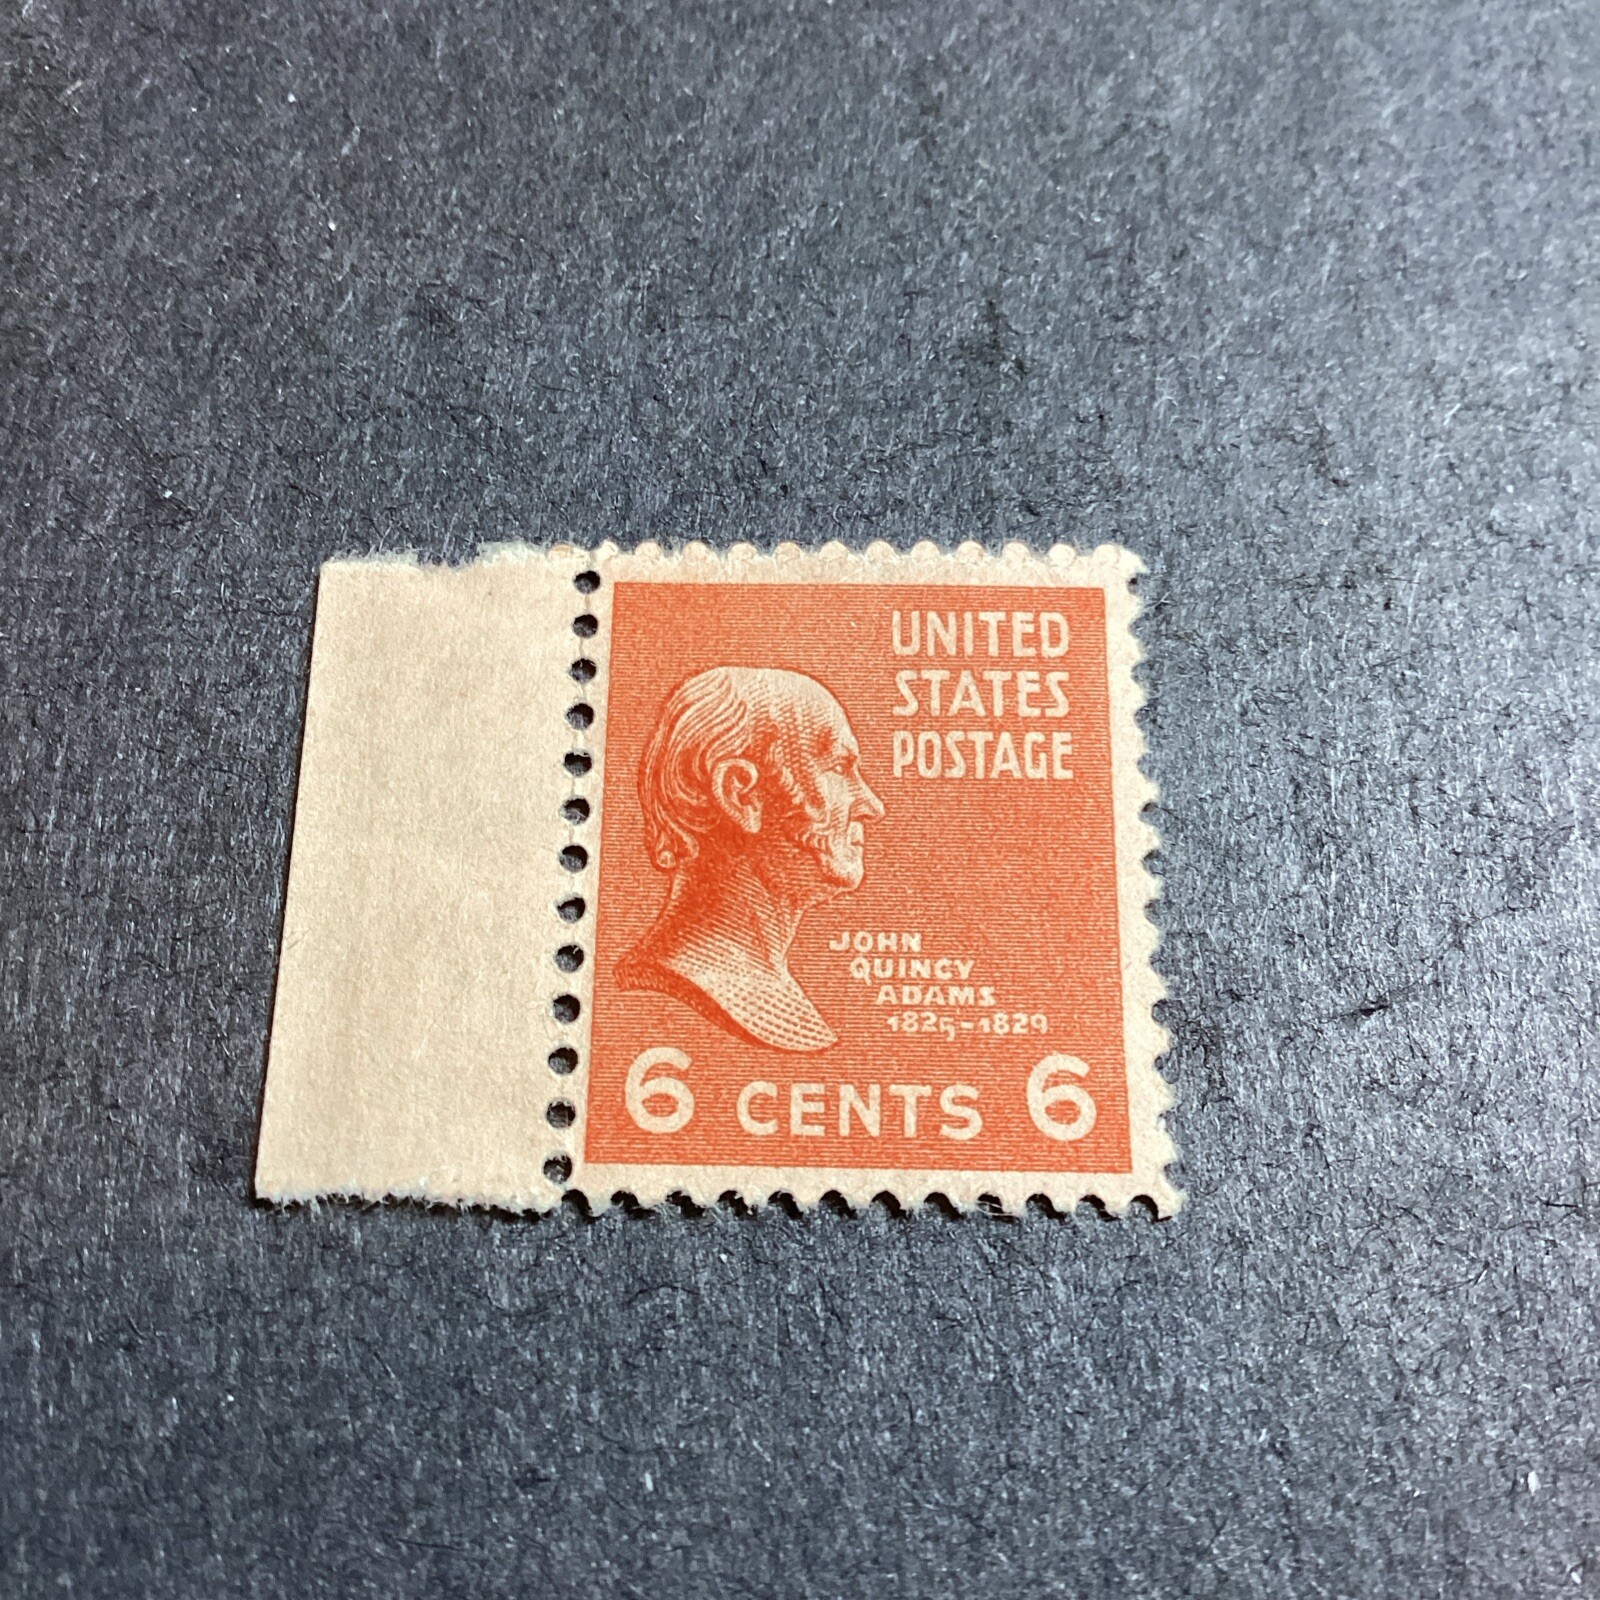 UNITED
STATES
POSTAGE
JOHN
QUINCY
ADAMS
1825-1829
6 CENTS 6